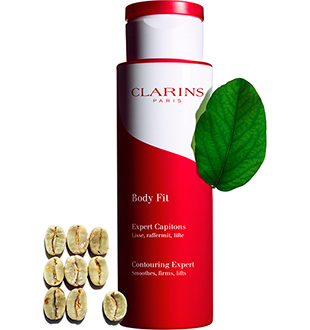 CLARINS
PARIS
Body Fit
Expert Capitons
Lisse, raffermit, lifte
Contouring Expert
Smoothes, firms, lifts